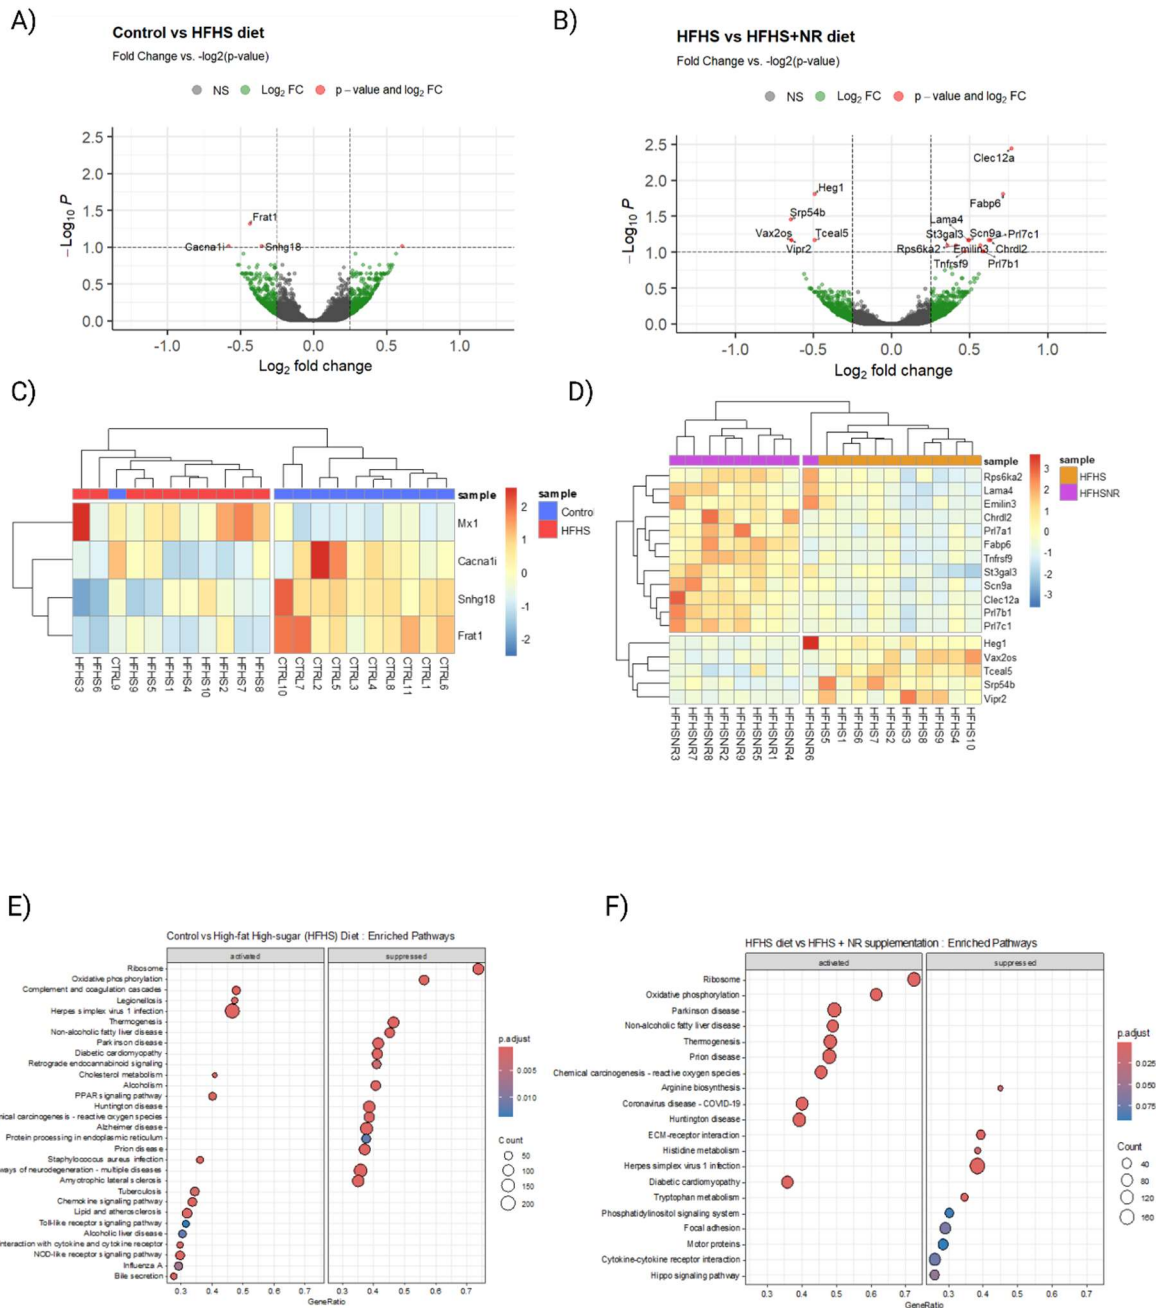 A)
Control vs HFHS diet
Fold Change vs. -log2(p-value)
NS Log2 FC p – value and log2 FC
2.5
2.0
1.5
1.0
0.5
0.0
−Log10 P
Frat1
Cacna1i Snhg18
-1.0 -0.5 0.0 0.5 1.0
Log2 fold change
B)
HFHS vs HFHS+NR diet
Fold Change vs. -log2(p-value)
NS Log2 FC p – value and log2 FC
2.5
2.0
1.5
1.0
0.5
0.0
−Log10 P
Clec12a
Heg1
Fabp6
Srp54b
Lama4
Vax2os Tceal5 St3gal3 Scn9a Prl7c1
Vipr2 Rps6ka2 Emilin3 Chrdl2
Tnfrsf9 Prl7b1
-1.0 -0.5 0.0 0.5 1.0
Log2 fold change
C)
sample
Mx1
Cacna1i
Snhg18
Frat1
HFHS3 HFHS6 CTRL9 HFHS9 HFHS5 HFHS1 HFHS4 HFHS10 HFHS2 HFHS7 HFHS8 CTRL10 CTRL7 CTRL2 CTRL5 CTRL3 CTRL4 CTRL8 CTRL11 CTRL1 CTRL6
2
1
0
-1
-2
sample
Control
HFHS
D)
sample
Rps6ka2
Lama4
Emilin3
Chrdl2
Prl7a1
Fabp6
Tnfrsf9
St3gal3
Scn9a
Clec12a
Prl7b1
Prl7c1
Heg1
Vax2os
Tceal5
Srp54b
Vipr2
HFHSNR3 HFHSNR7 HFHSNR8 HFHSNR2 HFHSNR9 HFHSNR5 HFHSNR1 HFHSNR4 HFHSNR6 HFHS5 HFHS1 HFHS6 HFHS7 HFHS2 HFHS3 HFHS8 HFHS9 HFHS4 HFHS10
3
2
1
0
-1
-2
-3
sample
HFHS
HFHSNR
E)
Control vs High-fat High-sugar (HFHS) Diet : Enriched Pathways
activated suppressed
Ribosome
Oxidative phosphorylation
Complement and coagulation cascades
Legionellosis
Herpes simplex virus 1 infection
Thermogenesis
Non-alcoholic fatty liver disease
Parkinson disease
Diabetic cardiomyopathy
Retrograde endocannabinoid signaling
Cholesterol metabolism
Alcoholism
PPAR signaling pathway
Huntington disease
ical carcinogenesis - reactive oxygen species
Alzheimer disease
Protein processing in endoplasmic reticulum
Prion disease
Staphylococcus aureus infection
ways of neurodegeneration - multiple diseases
Amyotrophic lateral sclerosis
Tuberculosis
Chemokine signaling pathway
Lipid and atherosclerosis
Toll-like receptor signaling pathway
Alcoholic liver disease
interaction with cytokine and cytokine receptor
NOD-like receptor signaling pathway
Influenza A
Bile secretion
0.3 0.4 0.5 0.6 0.7 0.3 0.4 0.5 0.6 0.7
GeneRatio
p.adjust
0.005
0.010
Count
50
100
150
200
F)
HFHS diet vs HFHS + NR supplementation : Enriched Pathways
activated suppressed
Ribosome
Oxidative phosphorylation
Parkinson disease
Non-alcoholic fatty liver disease
Thermogenesis
Prion disease
Chemical carcinogenesis - reactive oxygen species
Arginine biosynthesis
Coronavirus disease - COVID-19
Huntington disease
ECM-receptor interaction
Histidine metabolism
Herpes simplex virus 1 infection
Diabetic cardiomyopathy
Tryptophan metabolism
Phosphatidylinositol signaling system
Focal adhesion
Motor proteins
Cytokine-cytokine receptor interaction
Hippo signaling pathway
0.3 0.4 0.5 0.6 0.7 0.3 0.4 0.5 0.6 0.7
GeneRatio
p.adjust
0.025
0.050
0.075
Count
40
80
120
160